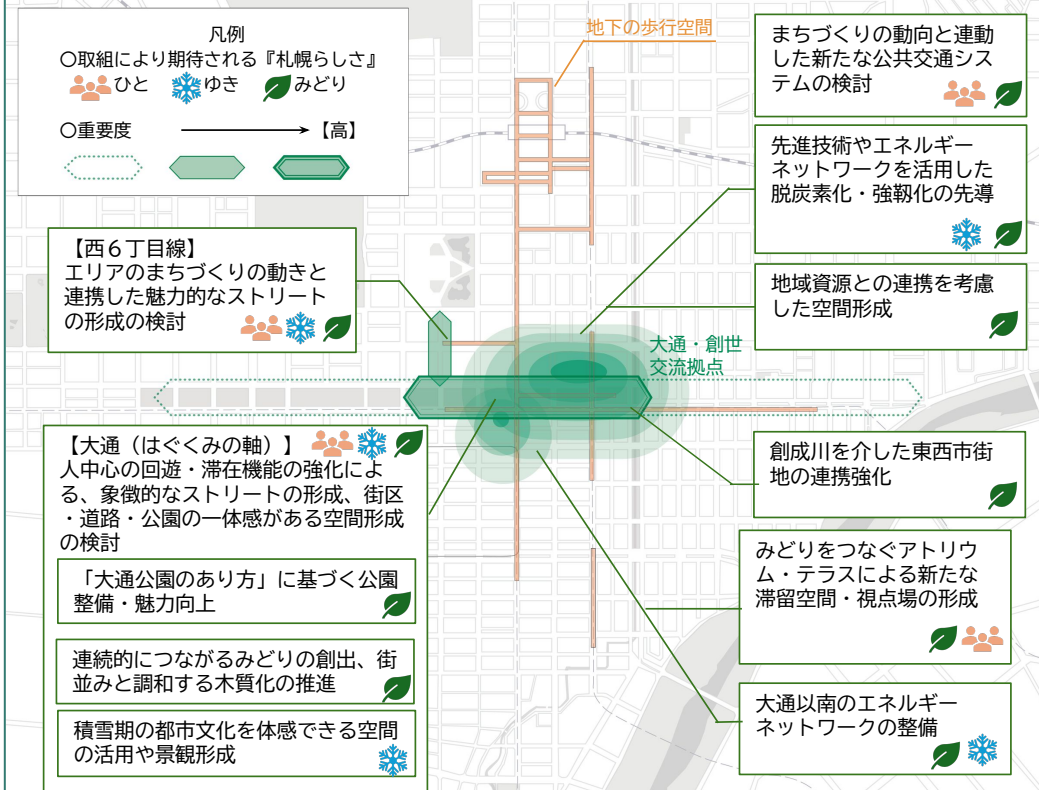 凡例
〇取組により期待される『札幌らしさ』
ひと ゆき みどり
〇重要度 【高】
地下の歩行空間
まちづくりの動向と連動
した新たな公共交通シス
テムの検討
先進技術やエネルギー
ネットワークを活用した
脱炭素化・強靱化の先導
地域資源との連携を考慮
した空間形成
【西６丁目線】
エリアのまちづくりの動きと
連携した魅力的なストリート
の形成の検討
大通・創世
交流拠点
【大通（はぐくみの軸）】
人中心の回遊・滞在機能の強化によ
る、象徴的なストリートの形成、街区
・道路・公園の一体感がある空間形成
の検討
「大通公園のあり方」に基づく公園
整備・魅力向上
連続的につながるみどりの創出、街
並みと調和する木質化の推進
積雪期の都市文化を体感できる空間
の活用や景観形成
創成川を介した東西市街
地の連携強化
みどりをつなぐアトリウ
ム・テラスによる新たな
滞留空間・視点場の形成
大通以南のエネルギー
ネットワークの整備